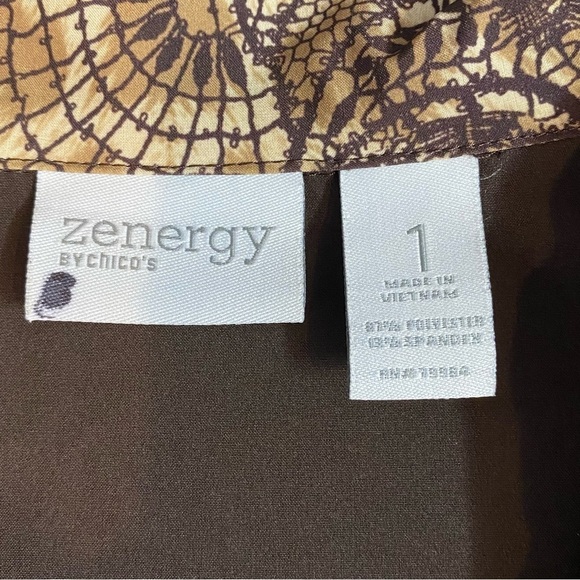 zenergy
BY CHICO'S
1
MADE IN
VIETNAM
87% POLYESTER
13% SPANDEX
RN# 79984